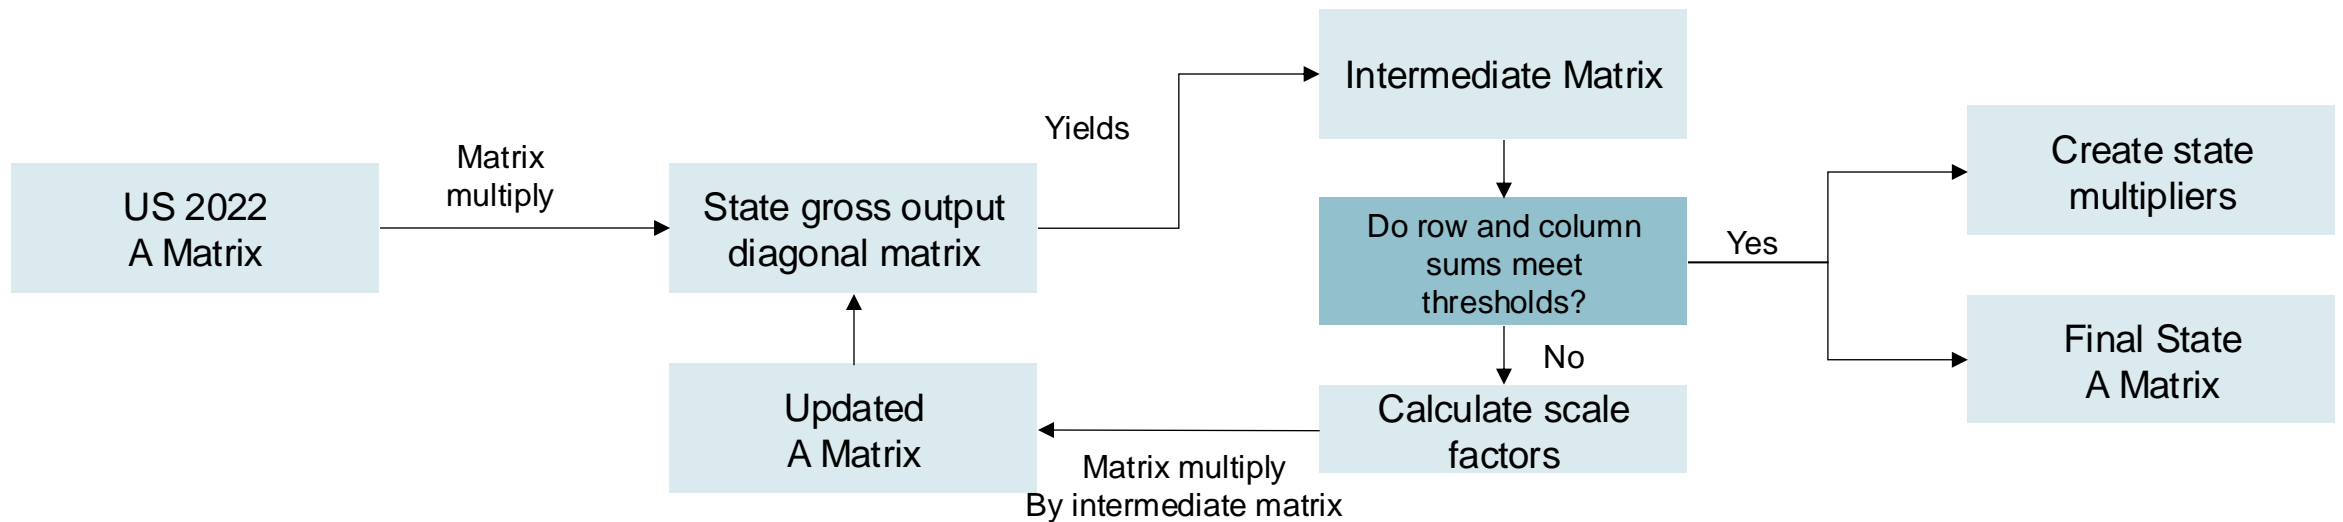 US 2022
A Matrix
Matrix
multiply
State gross output
diagonal matrix
Yields
Intermediate Matrix
Do row and column
sums meet
thresholds?
Yes
Create state
multipliers
Final State
A Matrix
No
Calculate scale
factors
Matrix multiply
By intermediate matrix
Updated
A Matrix